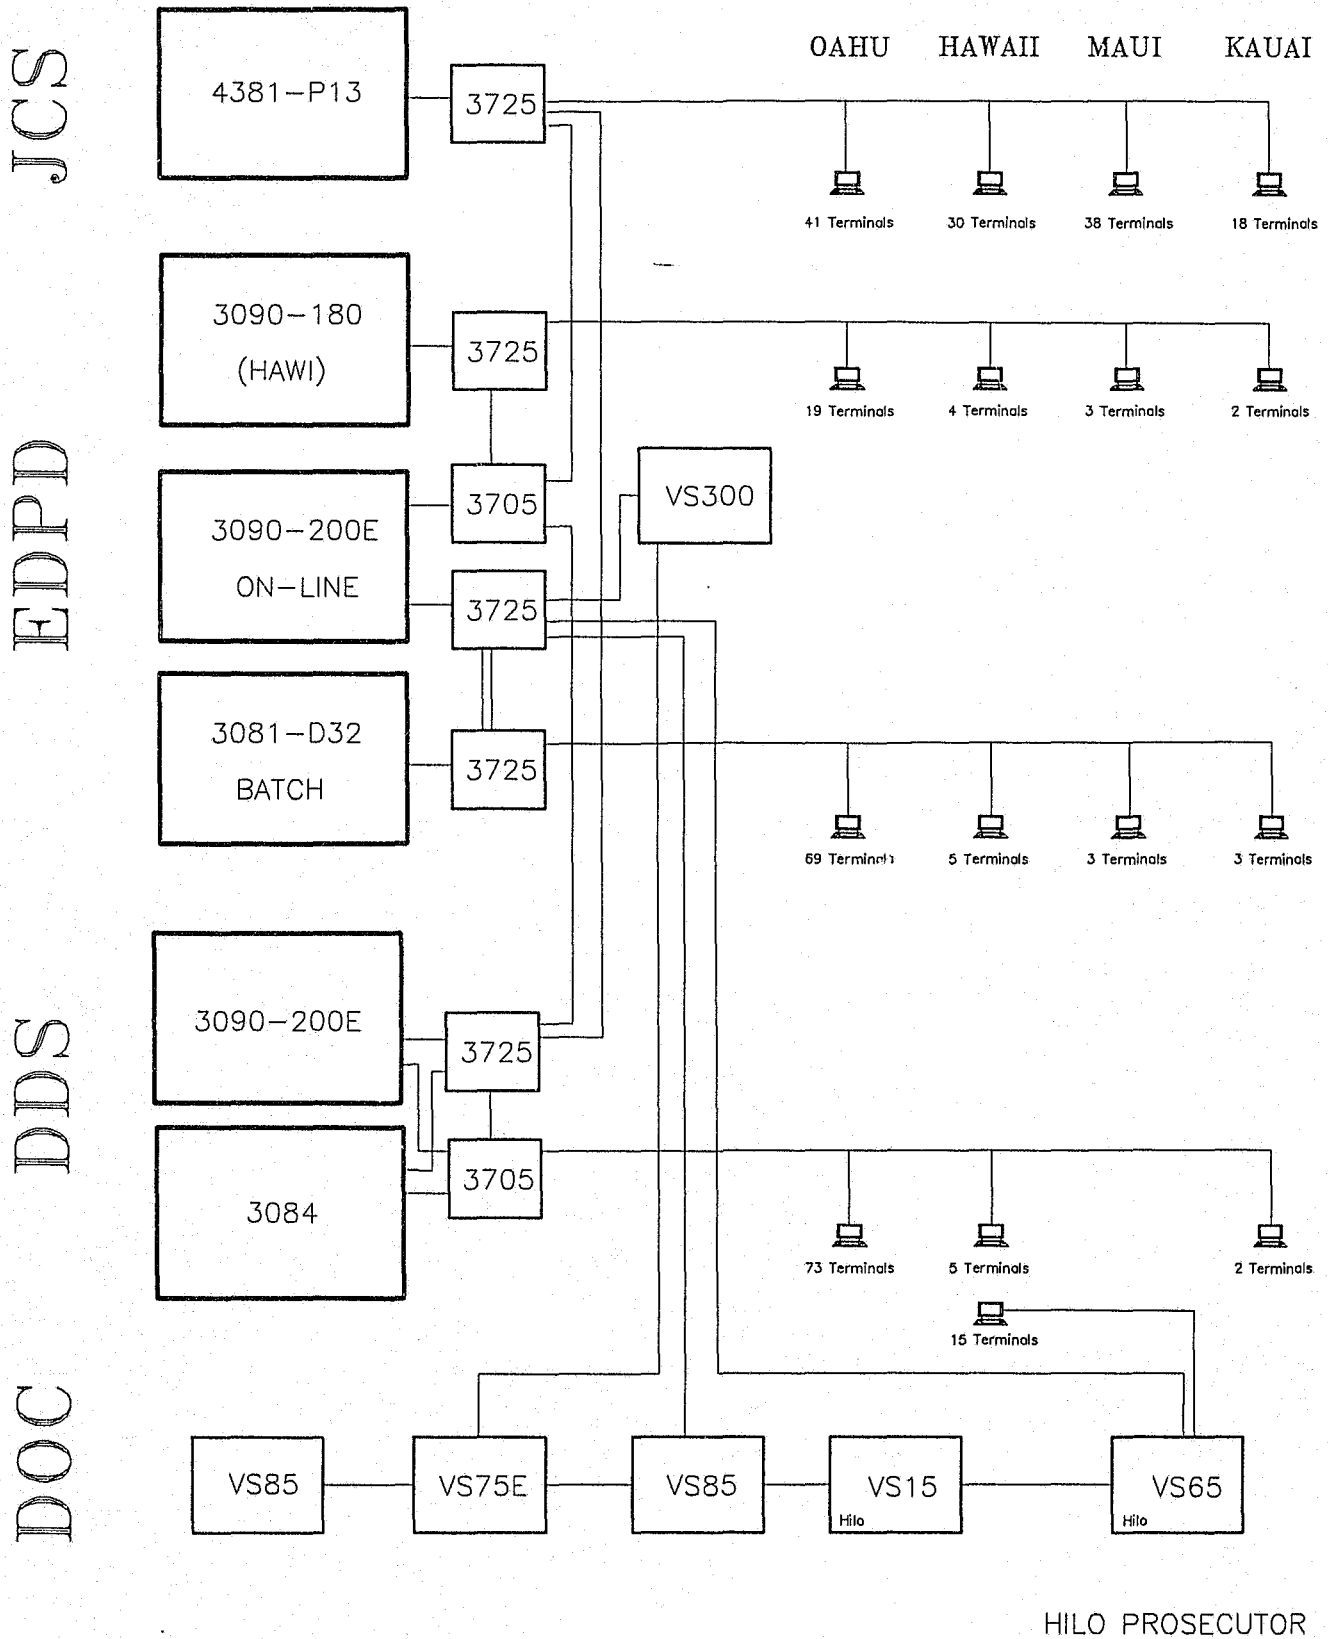 JCS
4381-P13
3725
OAHU HAWAII MAUI KAUAI
41 Terminals 30 Terminals 38 Terminals 18 Terminals
EDPD
3090-180
(HAWI)
3725
19 Terminals 4 Terminals 3 Terminals 2 Terminals
3090-200E
ON-LINE
3705
3725
VS300
3081-D32
BATCH
3725
69 Terminals 5 Terminals 3 Terminals 3 Terminals
DDS
3090-200E
3725
3084
3705
73 Terminals 5 Terminals 2 Terminals
15 Terminals
DOC
VS85
VS75E
VS85
VS15
Hilo
VS65
Hilo
HILO PROSECUTOR